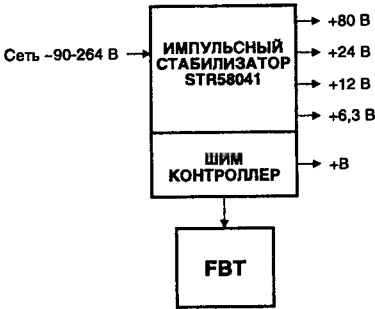 +80 В
Сеть ~90-264 В
ИМПУЛЬСНЫЙ
СТАБИЛИЗАТОР
STR58041
+24 В
+12 В
+6,3 В
ШИМ
КОНТРОЛЛЕР
+В
FBT